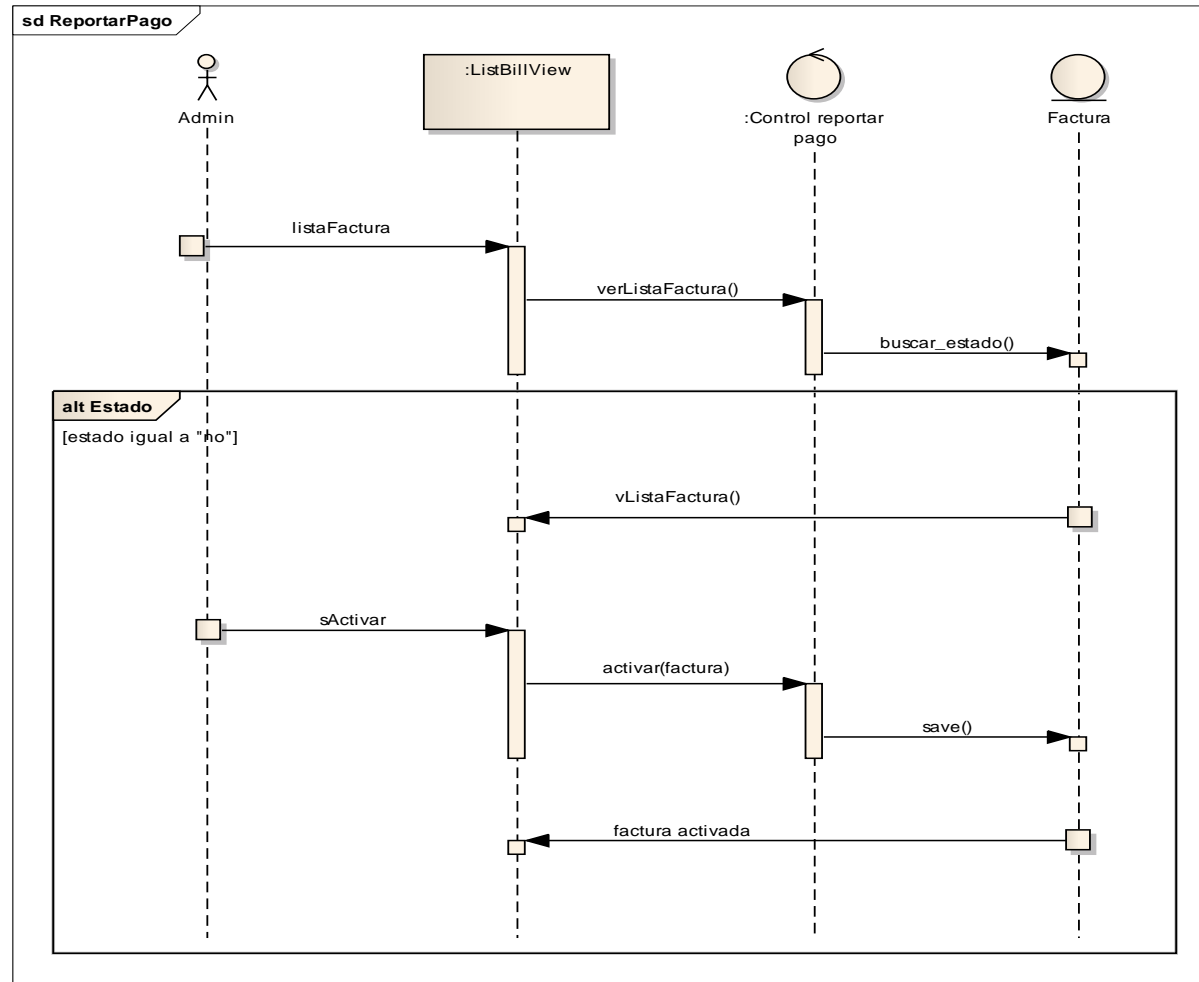 sd ReportarPago
:ListBillView
Admin
:Control reportar
pago
Factura
listaFactura
verListaFactura()
buscar_estado()
alt Estado
[estado igual a "no"]
vListaFactura()
sActivar
activar(factura)
save()
factura activada